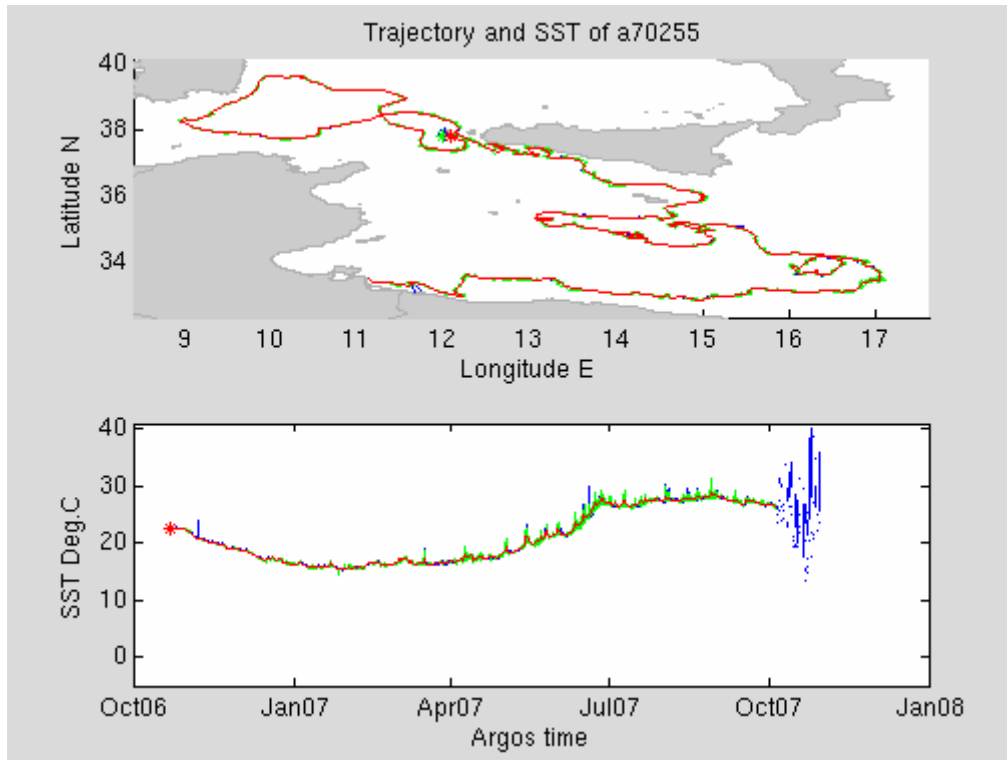 Trajectory and SST of a70255
40
38
36
34
Latitude N
9 10 11 12 13 14 15 16 17
Longitude E
40
30
20
10
0
SST Deg.C
Oct06 Jan07 Apr07 Jul07 Oct07 Jan08
Argos time